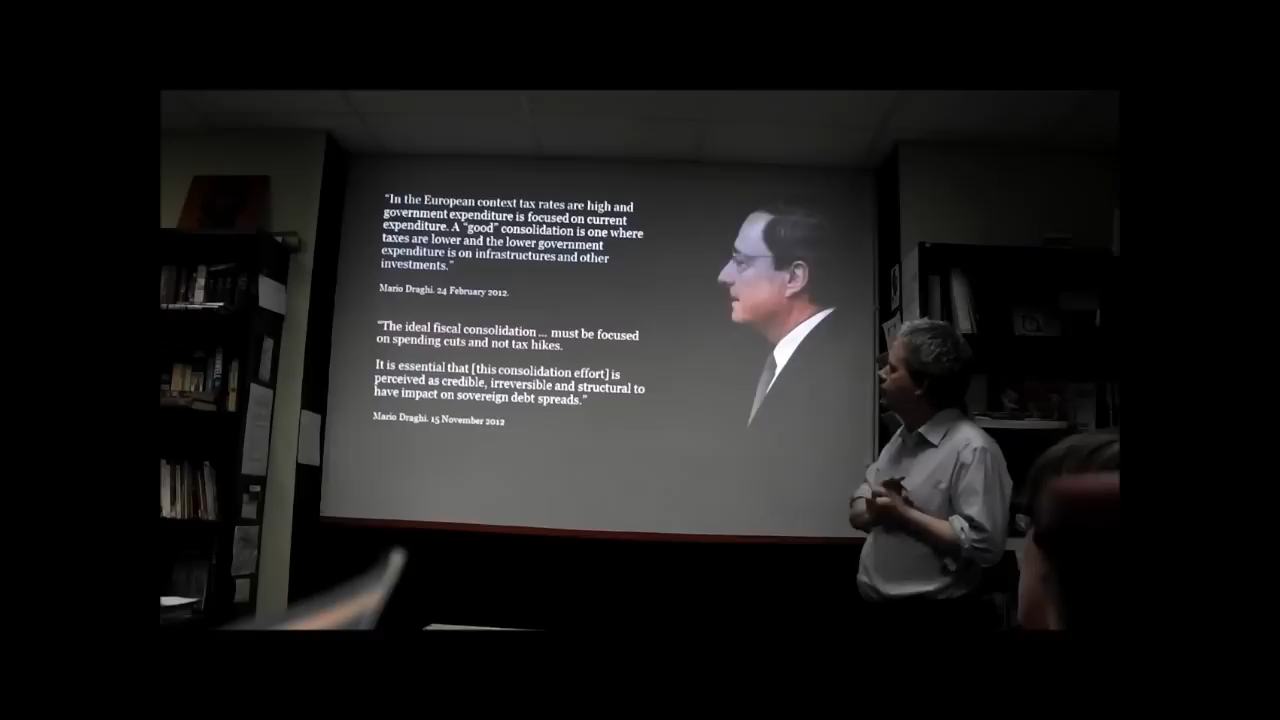 "In the European context tax rates are high and
government expenditure is focused on current
expenditure. A "good" consolidation is one where
taxes are lower and the lower government
expenditure is on infrastructures and other
investments."
Mario Draghi. 24 February 2012.
"The ideal fiscal consolidation ... must be focused
on spending cuts and not tax hikes.
It is essential that [this consolidation effort] is
perceived as credible, irreversible and structural to
have impact on sovereign debt spreads."
Mario Draghi. 15 November 2012